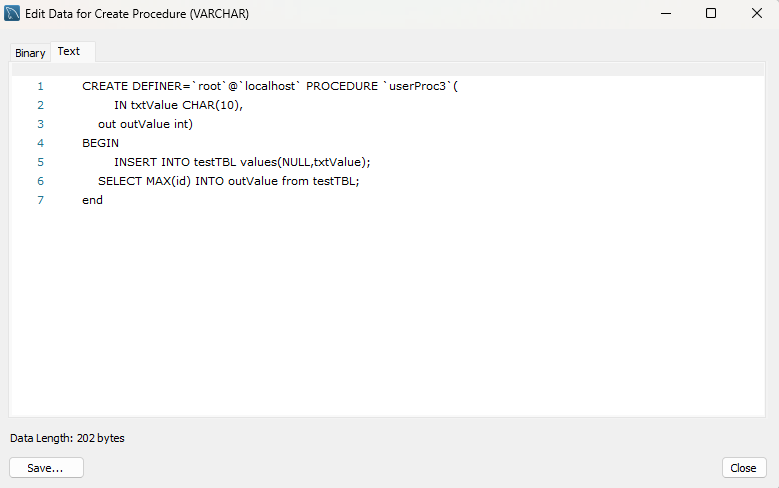 Edit Data for Create Procedure (VARCHAR)
Binary Text
1 CREATE DEFINER=`root`@`localhost` PROCEDURE `userProc3`(
2 IN txtValue CHAR(10),
3 out outValue int)
4 BEGIN
5 INSERT INTO testTBL values(NULL,txtValue);
6 SELECT MAX(id) INTO outValue from testTBL;
7 end
Data Length: 202 bytes
Save... Close